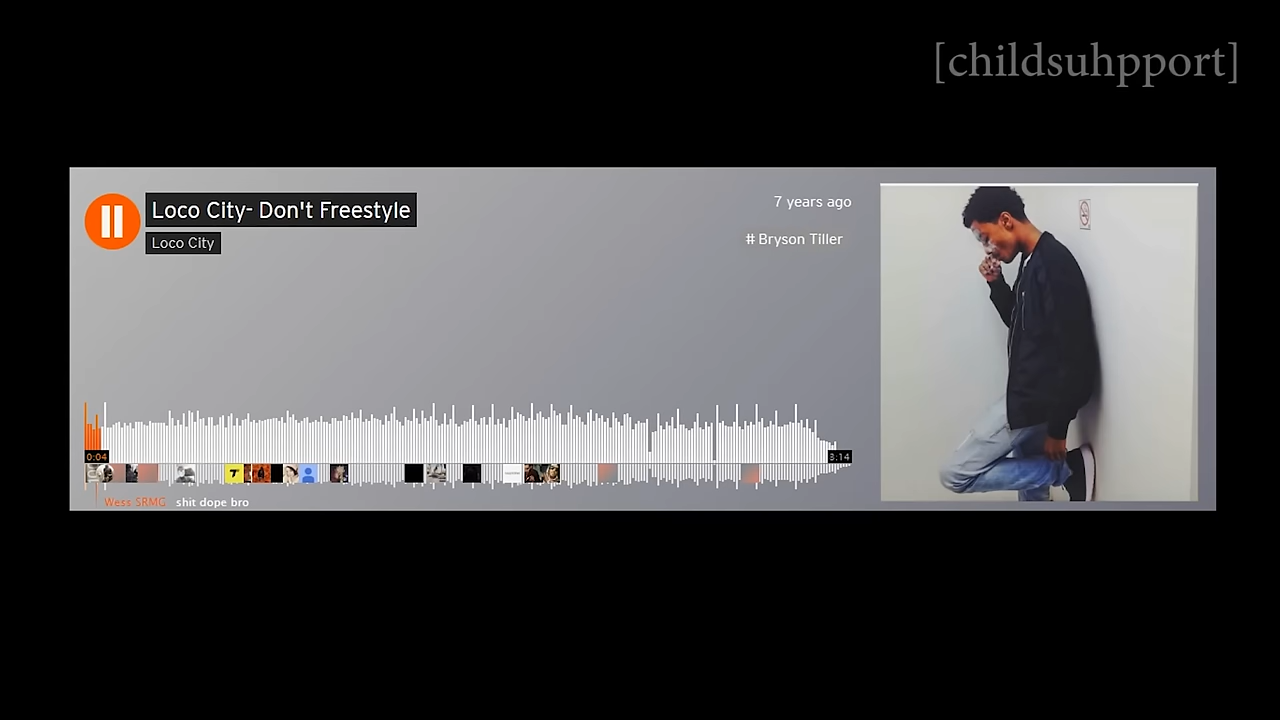 [childsuhpport]
Loco City- Don't Freestyle
Loco City
7 years ago
# Bryson Tiller
0:04
3:14
Wess SRMG shit dope bro